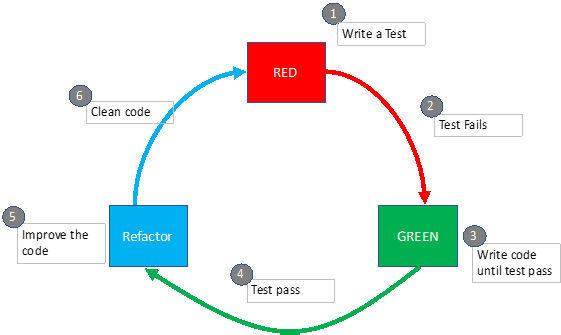 1
Write a Test
RED
2
Test Fails
GREEN
3
Write code
until test pass
4
Test pass
Refactor
5
Improve the
code
6
Clean code